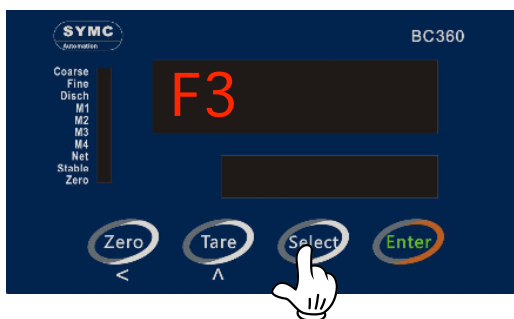 SYMC
Automation
BC360
Coarse
Fine
Disch
M1
M2
M3
M4
Net
Stable
Zero
F3
Zero
Tare
Select
Enter
<
^